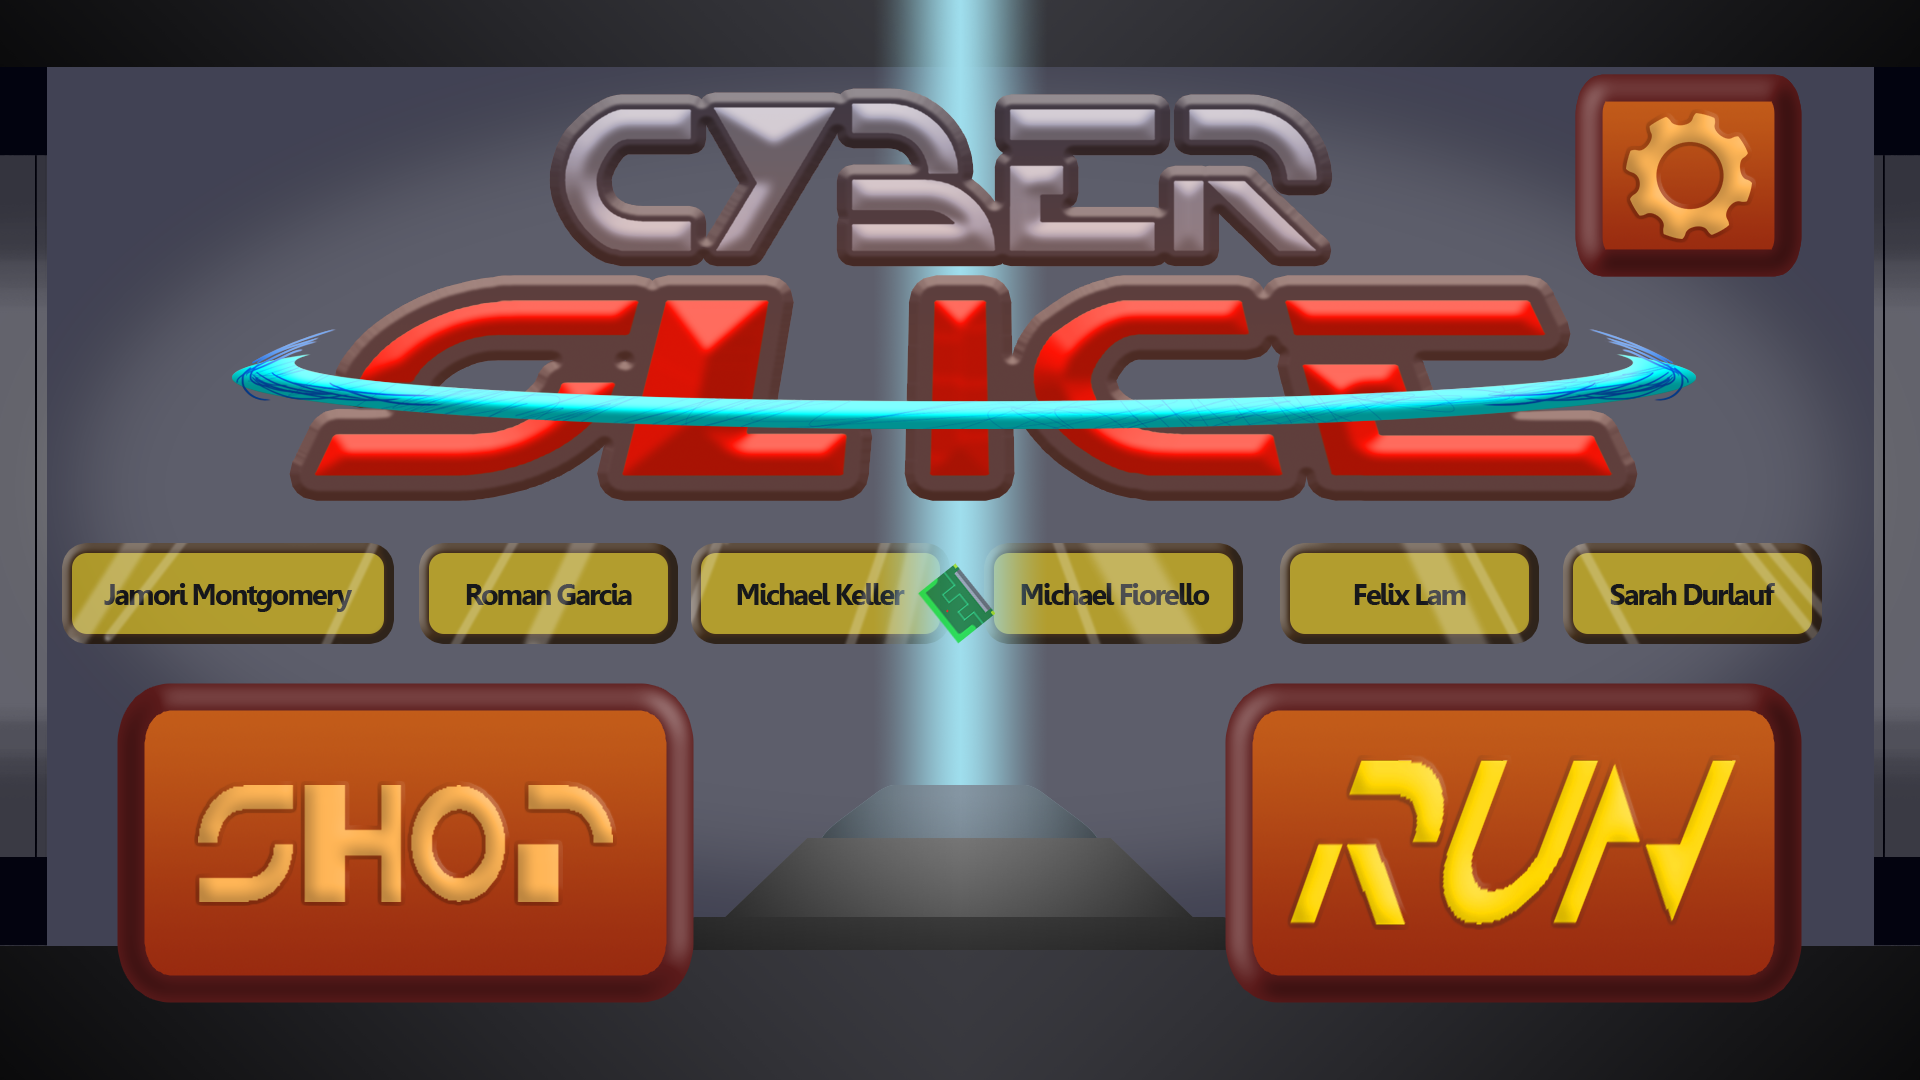 CYBER
SLICE
Jamori Montgomery Roman Garcia Michael Keller Michael Fiorello Felix Lam Sarah Durlauf
SHOP RUN